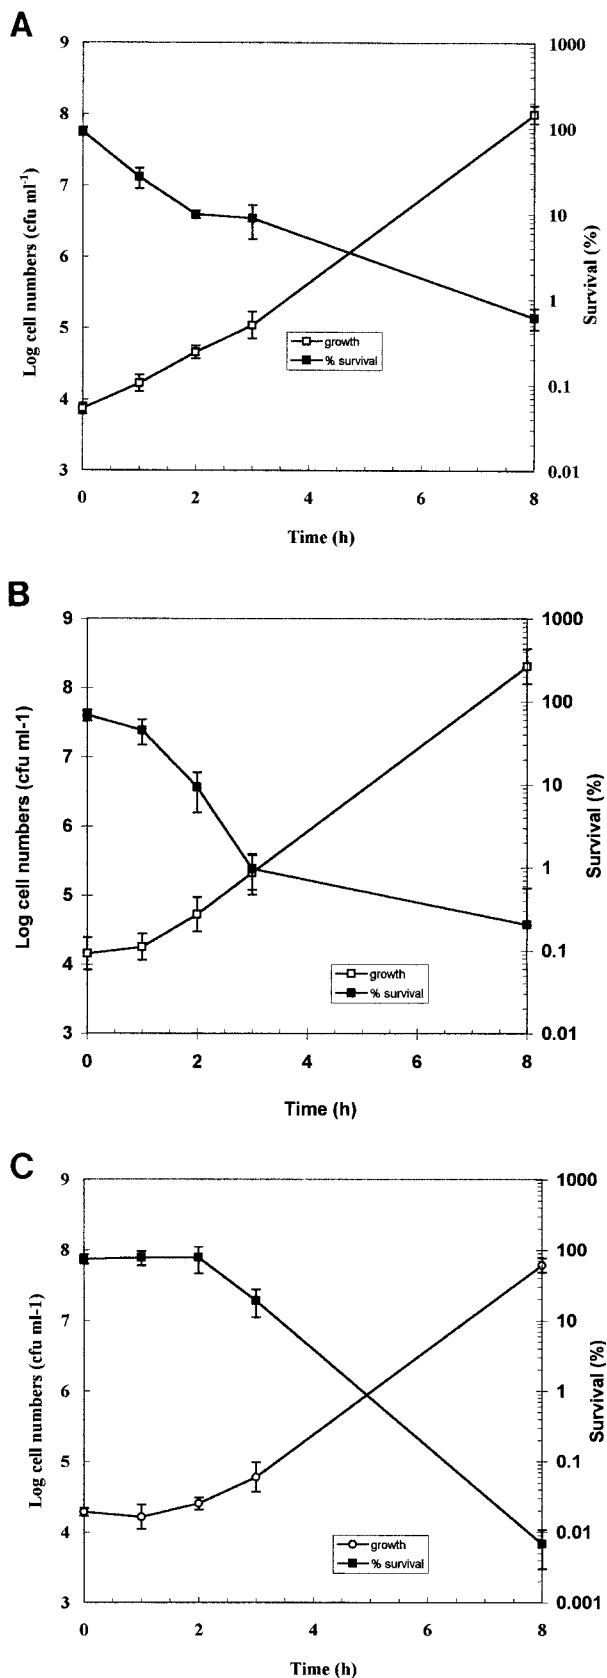 A
9
8
7
6
5
4
3
Log cell numbers (cfu ml-1)
1000
100
10
1
0.1
0.01
Survival (%)
growth
% survival
0 2 4 6 8
Time (h)
B
9
8
7
6
5
4
3
Log cell numbers (cfu ml-1)
1000
100
10
1
0.1
0.01
Survival (%)
growth
% survival
0 2 4 6 8
Time (h)
C
9
8
7
6
5
4
3
Log cell numbers (cfu ml-1)
1000
100
10
1
0.1
0.01
0.001
Survival (%)
growth
% survival
0 2 4 6 8
Time (h)